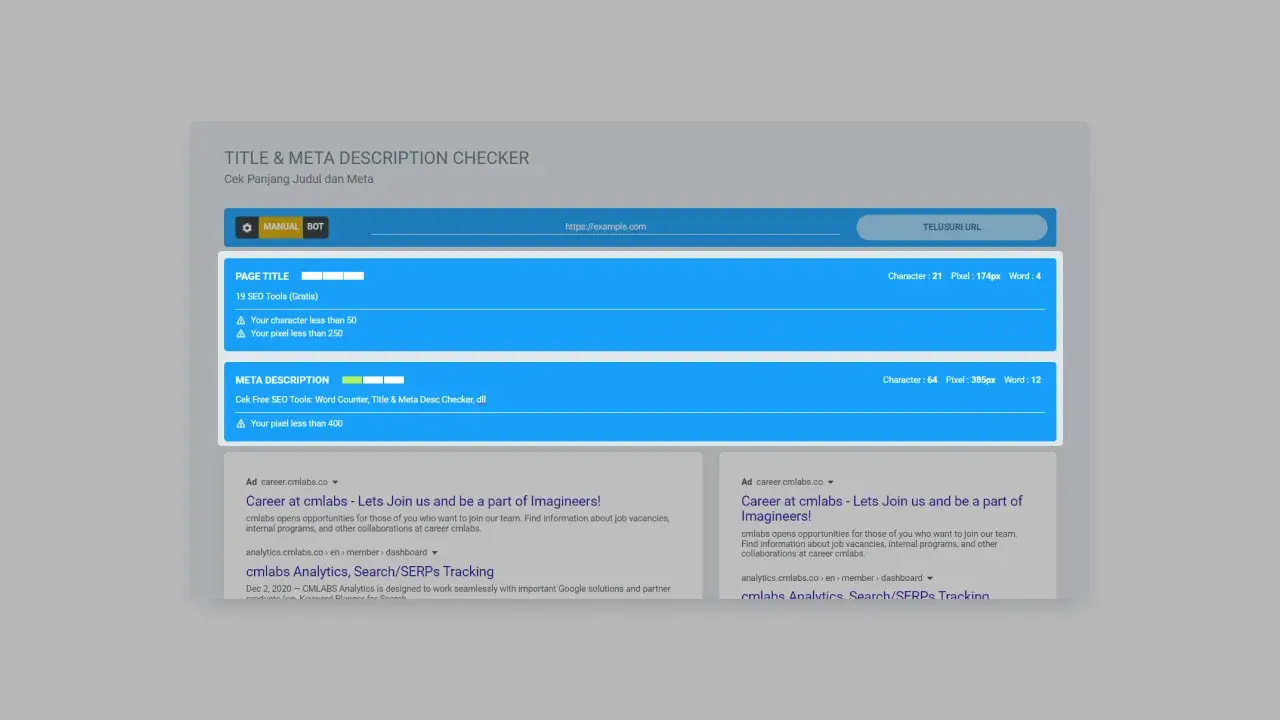 TITLE & META DESCRIPTION CHECKER
Cek Panjang Judul dan Meta
MANUAL BOT https://example.com TELUSURI URL
PAGE TITLE Character : 21 Pixel : 174px Word : 4
19 SEO Tools (Gratis)
Your character less than 50
Your pixel less than 250
META DESCRIPTION Character : 64 Pixel : 385px Word : 12
Cek Free SEO Tools: Word Counter, Title & Meta Desc Checker, dll
Your pixel less than 400
Ad career.cmlabs.co
Career at cmlabs - Lets Join us and be a part of Imagineers!
cmlabs opens opportunities for those of you who want to join our team. Find information about job vacancies,
internal programs, and other collaborations at career cmlabs.
analytics.cmlabs.co › en › member › dashboard
cmlabs Analytics, Search/SERPs Tracking
Dec 2, 2020 — CMLABS Analytics is designed to work seamlessly with important Google solutions and partner
products (eg. Keyword Planner for Search
Ad career.cmlabs.co
Career at cmlabs - Lets Join us and be a part of
Imagineers!
cmlabs opens opportunities for those of you who want to join our team.
Find information about job vacancies, internal programs, and other
collaborations at career cmlabs.
analytics.cmlabs.co › en › member › dashboard
cmlabs Analytics, Search/SERPs Tracking